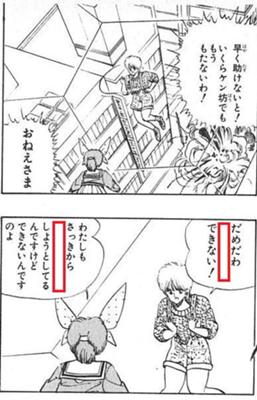 早く助けないと！
いくらケン坊でも
もう
もたないわ！
おねえさま
だめだわ
できない！
わたしも
さっきから
しようとしてる
んですけど
できないんです
のよ